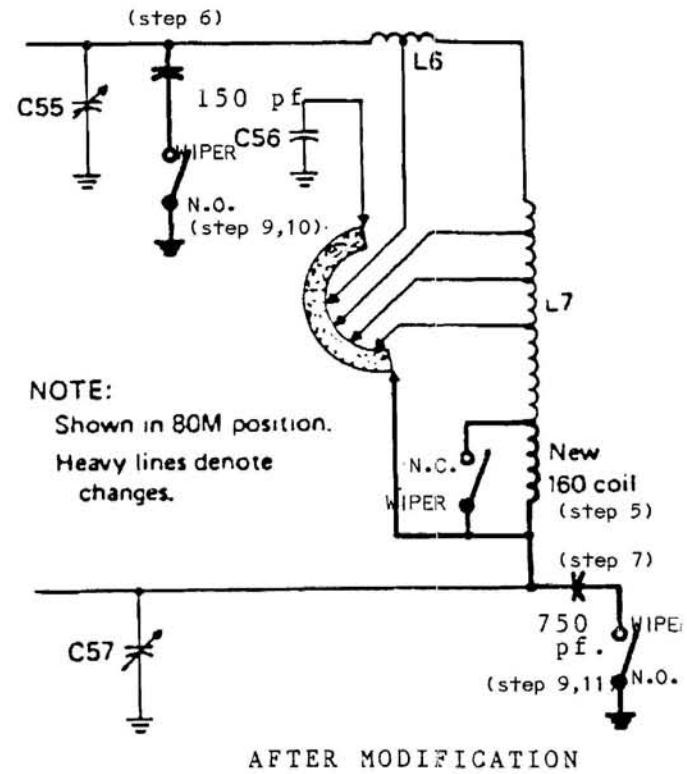 (step 6)
L6
C55
150 pf
C56
WIPER
N.O.
(step 9,10)
L7
NOTE:
Shown in 80M position.
Heavy lines denote
changes.
N.C.
WIPER
New
160 coil
(step 5)
(step 7)
C57
750
pf.
WIPE
(step 9,11)
N.O.
AFTER MODIFICATION